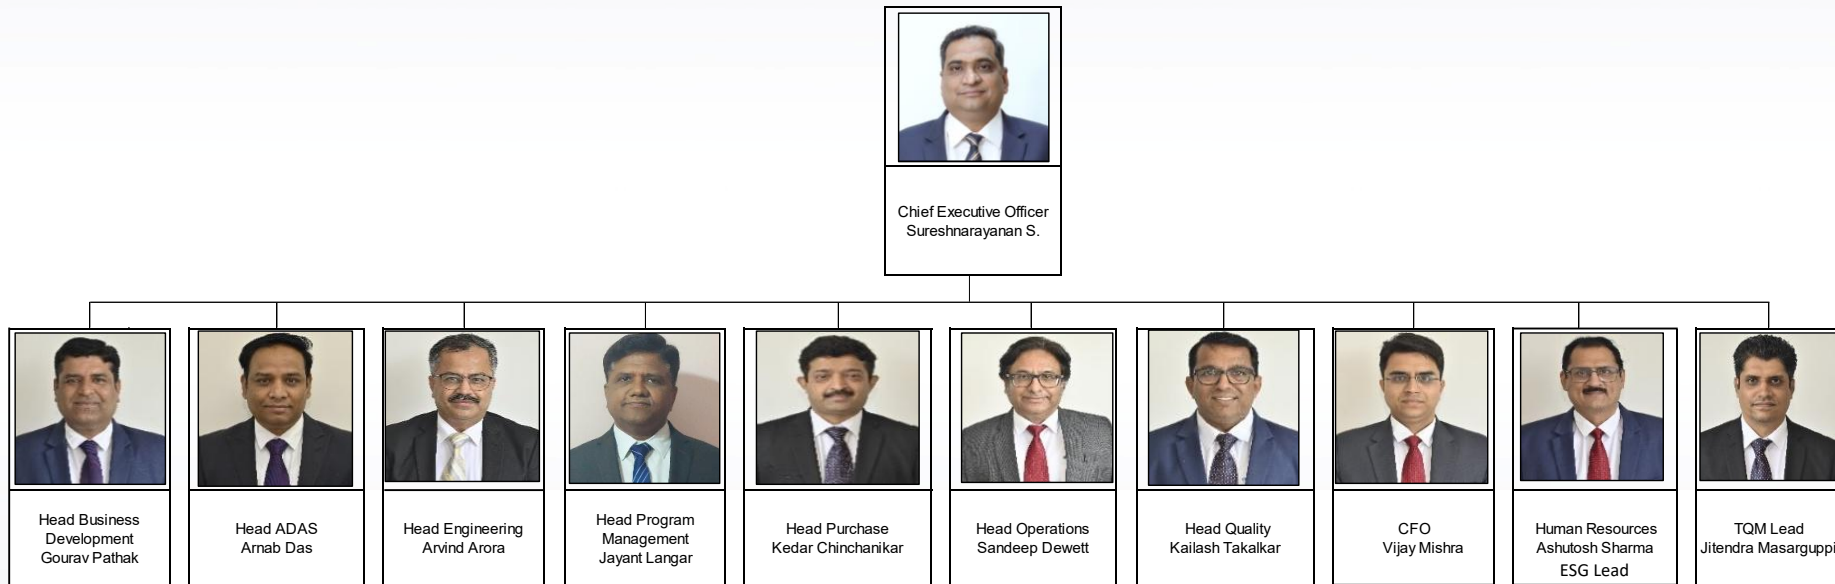 Chief Executive Officer
Sureshnarayanan S.
Head Business
Development
Gourav Pathak
Head ADAS
Arnab Das
Head Engineering
Arvind Arora
Head Program
Management
Jayant Langar
Head Purchase
Kedar Chinchanikar
Head Operations
Sandeep Dewett
Head Quality
Kailash Takalkar
CFO
Vijay Mishra
Human Resources
Ashutosh Sharma
ESG Lead
TQM Lead
Jitendra Masarguppi